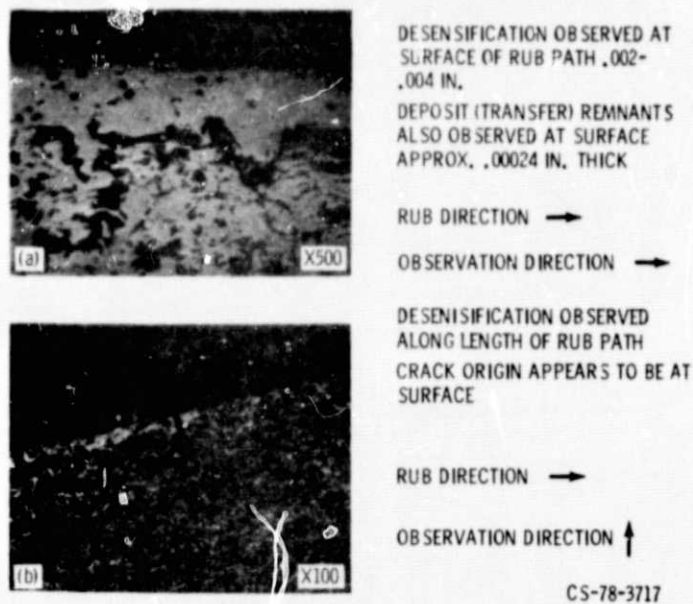 DESENSIFICATION OBSERVED AT
SURFACE OF RUB PATH .002-
.004 IN.
DEPOSIT (TRANSFER) REMNANTS
ALSO OBSERVED AT SURFACE
APPROX. .00024 IN. THICK
RUB DIRECTION →
OBSERVATION DIRECTION →
(a)
X500
DESENISIFICATION OBSERVED
ALONG LENGTH OF RUB PATH
CRACK ORIGIN APPEARS TO BE AT
SURFACE
RUB DIRECTION →
OBSERVATION DIRECTION ↑
(b)
X100
CS-78-3717